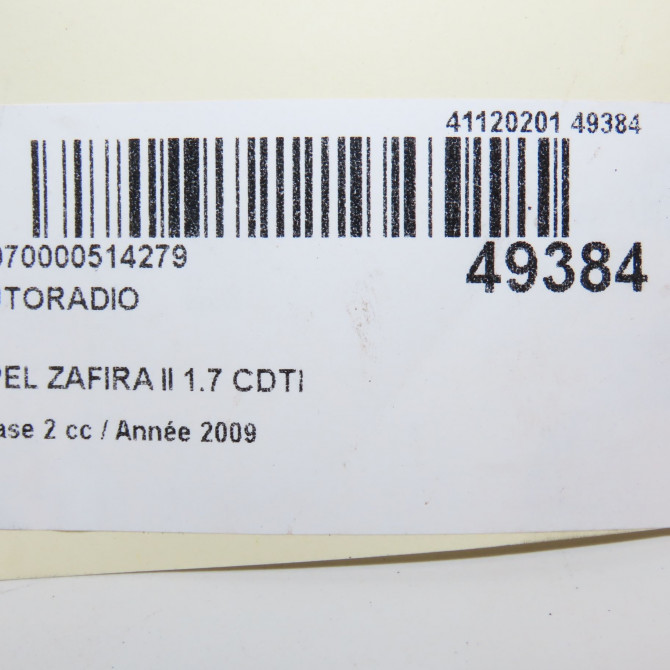 41120201 49384
070000514279
49384
UTORADIO
PEL ZAFIRA II 1.7 CDTI
ase 2 cc / Année 2009